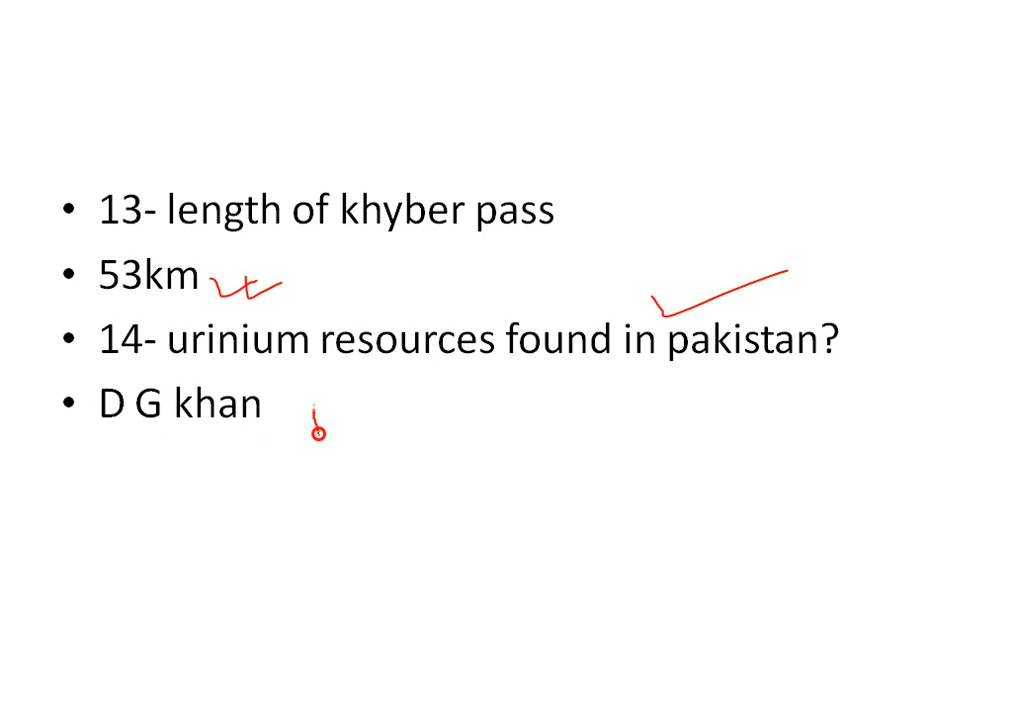 • 13- length of khyber pass
• 53km
• 14- urinium resources found in pakistan?
• D G khan